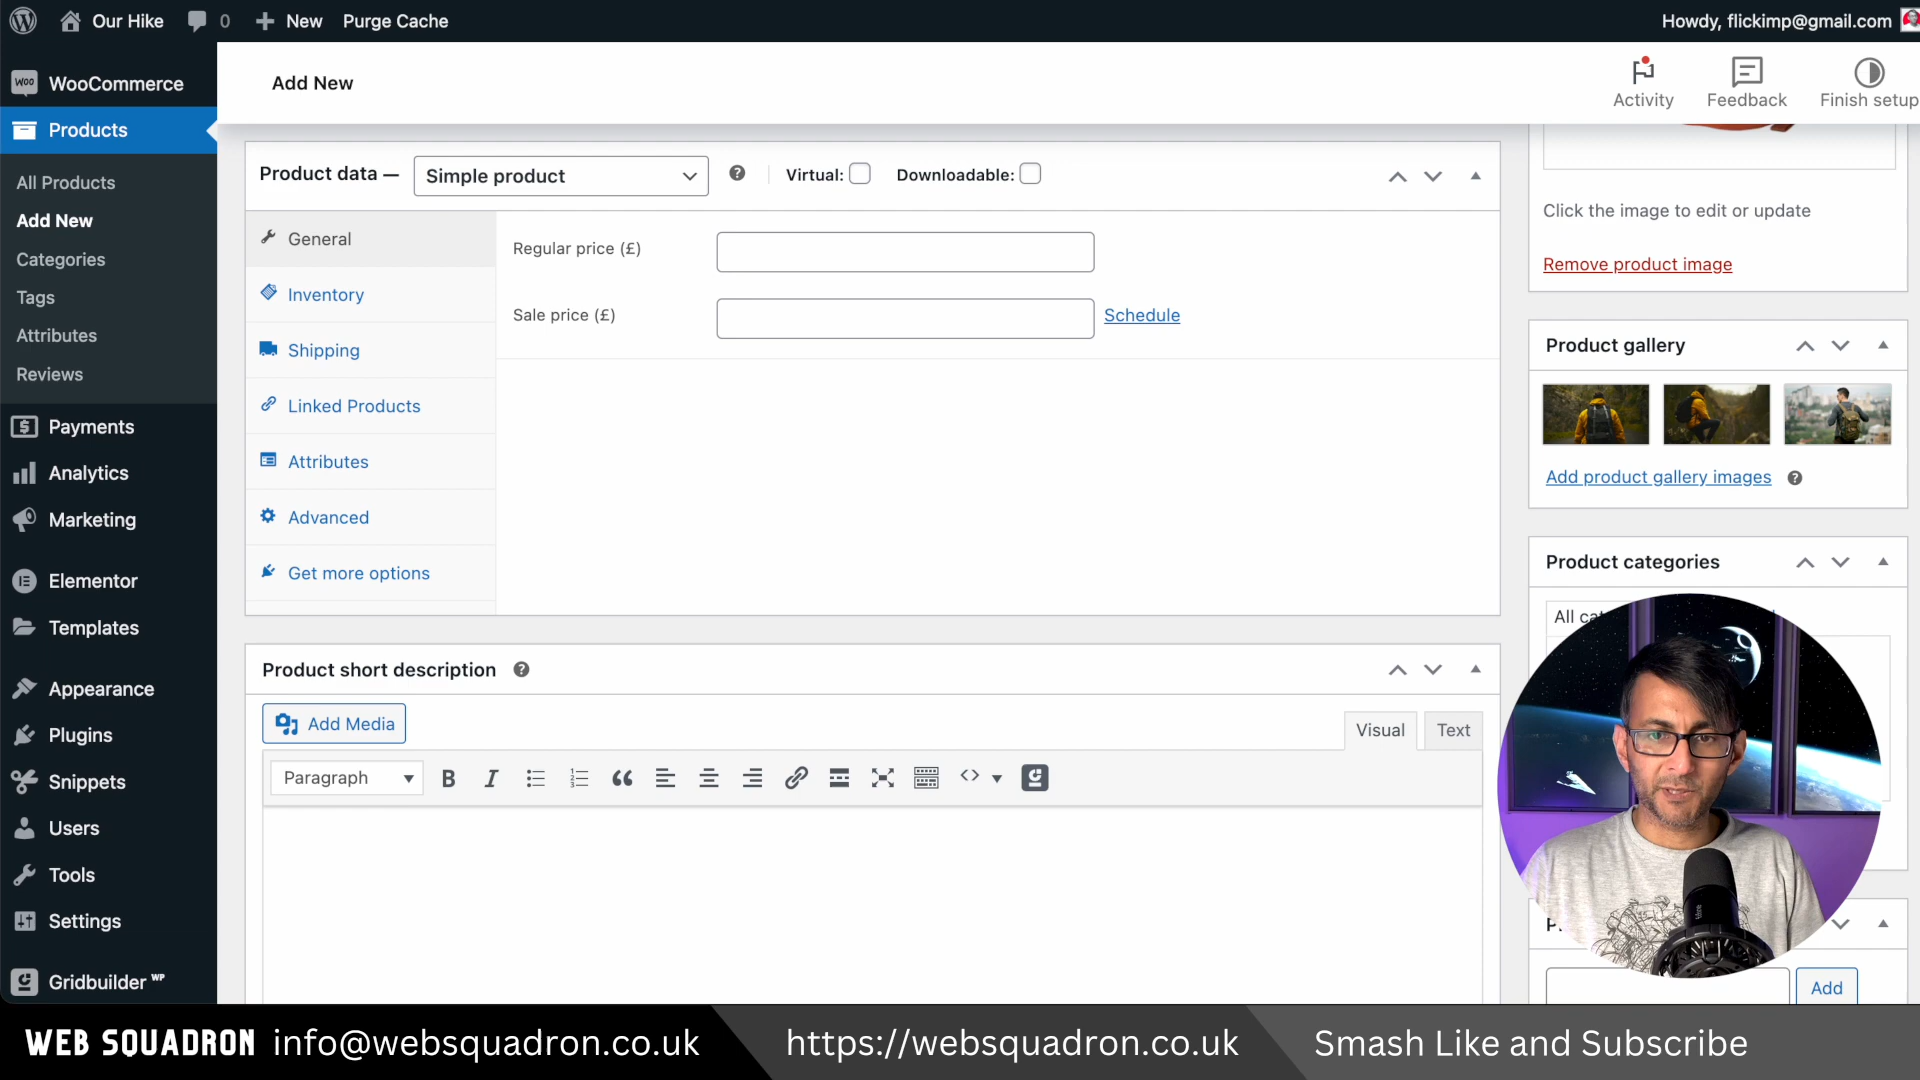 Our Hike
0
New
Purge Cache
Howdy, flickimp@gmail.com
WOO WooCommerce
Products
All Products
Add New
Categories
Tags
Attributes
Reviews
Payments
Analytics
Marketing
Elementor
Templates
Appearance
Plugins
Snippets
Users
Tools
Settings
Gridbuilder WP
Add New
Activity
Feedback
Finish setup
Product data —
Simple product
Virtual:
Downloadable:
General
Inventory
Shipping
Linked Products
Attributes
Advanced
Get more options
Regular price (£)
Sale price (£)
Schedule
Product short description
Add Media
Visual
Text
Paragraph
Click the image to edit or update
Remove product image
Product gallery
Add product gallery images
Product categories
All
Add
WEB SQUADRON info@websquadron.co.uk
https://websquadron.co.uk
Smash Like and Subscribe